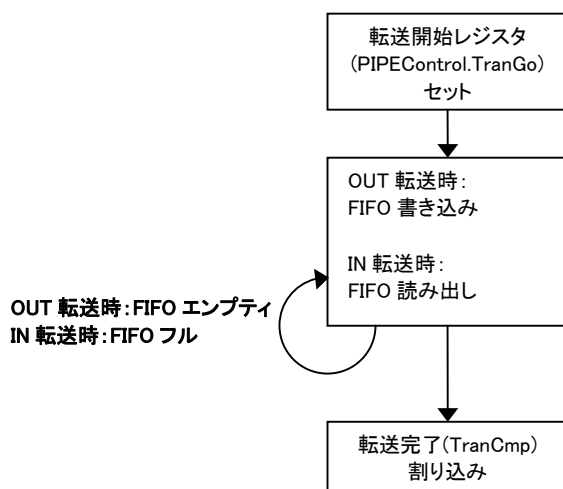 転送開始レジスタ
(PIPEControl.TranGo)
セット
OUT 転送時：
FIFO 書き込み
IN 転送時：
FIFO 読み出し
OUT 転送時：FIFO エンプティ
IN 転送時：FIFO フル
転送完了(TranCmp)
割り込み